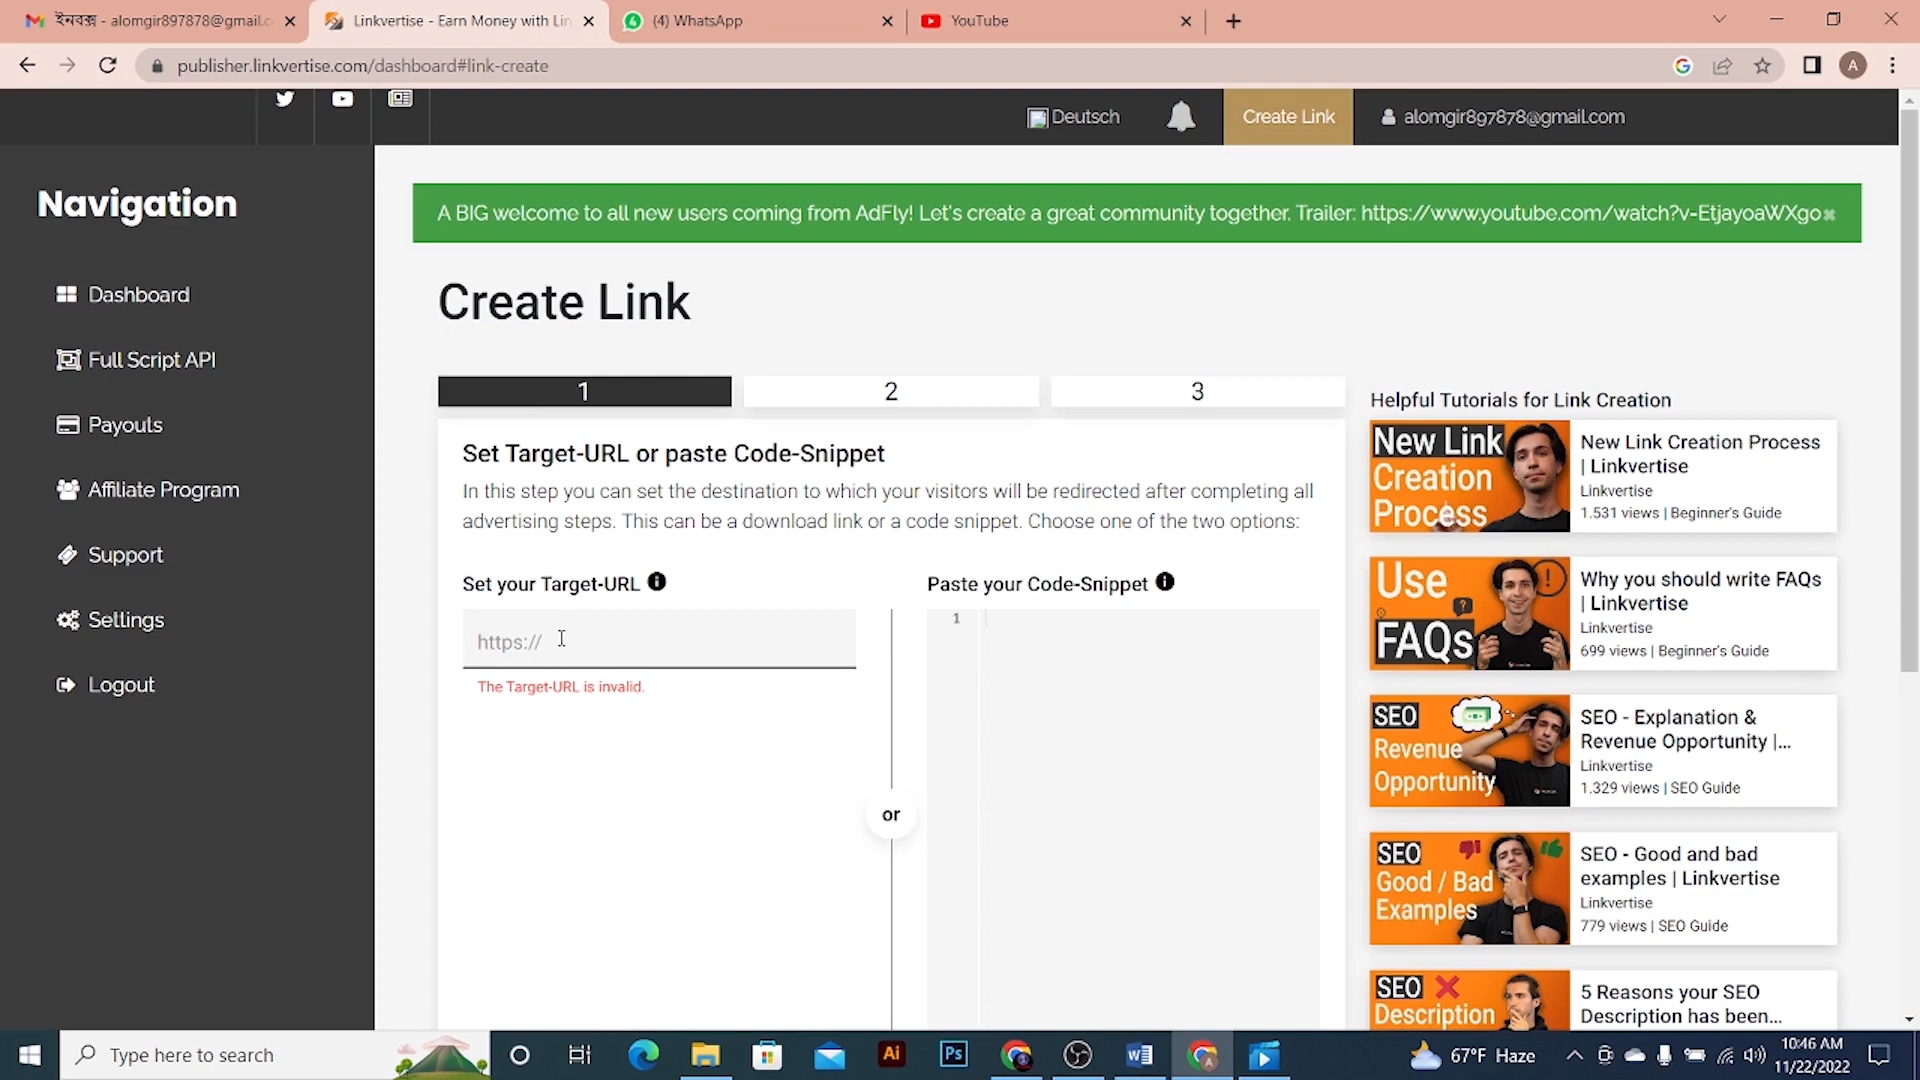 ইনবক্স - alomgir897878@gmail.c
Linkvertise - Earn Money with Lin
(4) WhatsApp
YouTube
publisher.linkvertise.com/dashboard#link-create
A
Deutsch
Create Link
alomgir897878@gmail.com
Navigation
Dashboard
Full Script API
Payouts
Affiliate Program
Support
Settings
Logout
A BIG welcome to all new users coming from AdFly! Let's create a great community together. Trailer: https://www.youtube.com/watch?v=EtjayoaWXgo
Create Link
1
2
3
Set Target-URL or paste Code-Snippet
In this step you can set the destination to which your visitors will be redirected after completing all
advertising steps. This can be a download link or a code snippet. Choose one of the two options:
Set your Target-URL
https://
The Target-URL is invalid.
or
Paste your Code-Snippet
1
Helpful Tutorials for Link Creation
New Link
Creation
Process
New Link Creation Process
| Linkvertise
Linkvertise
1.531 views | Beginner's Guide
Use
FAQs
Why you should write FAQs
| Linkvertise
Linkvertise
699 views | Beginner's Guide
SEO
Revenue
Opportunity
SEO - Explanation &
Revenue Opportunity |...
Linkvertise
1.329 views | SEO Guide
SEO
Good / Bad
Examples
SEO - Good and bad
examples | Linkvertise
Linkvertise
779 views | SEO Guide
SEO
Description
5 Reasons your SEO
Description has been...
Type here to search
Ai
Ps
67°F Haze
10:46 AM
11/22/2022